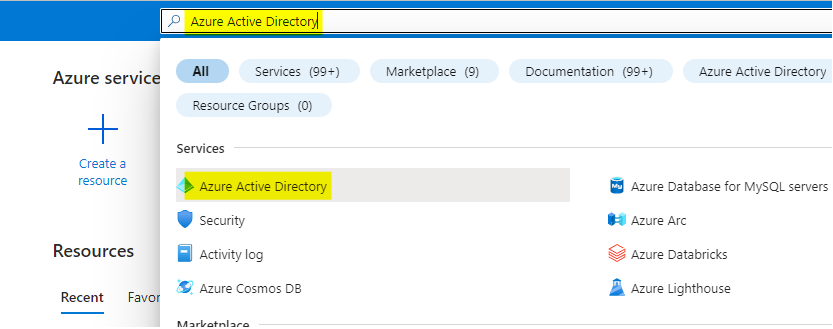 Azure Active Directory
All
Services (99+)
Marketplace (9)
Documentation (99+)
Azure Active Directory
Resource Groups (0)
Azure service
Create a
resource
Services
Azure Active Directory
Azure Database for MySQL servers
Security
Azure Arc
Activity log
Azure Databricks
Azure Cosmos DB
Azure Lighthouse
Resources
Recent
Favor
Marketplace